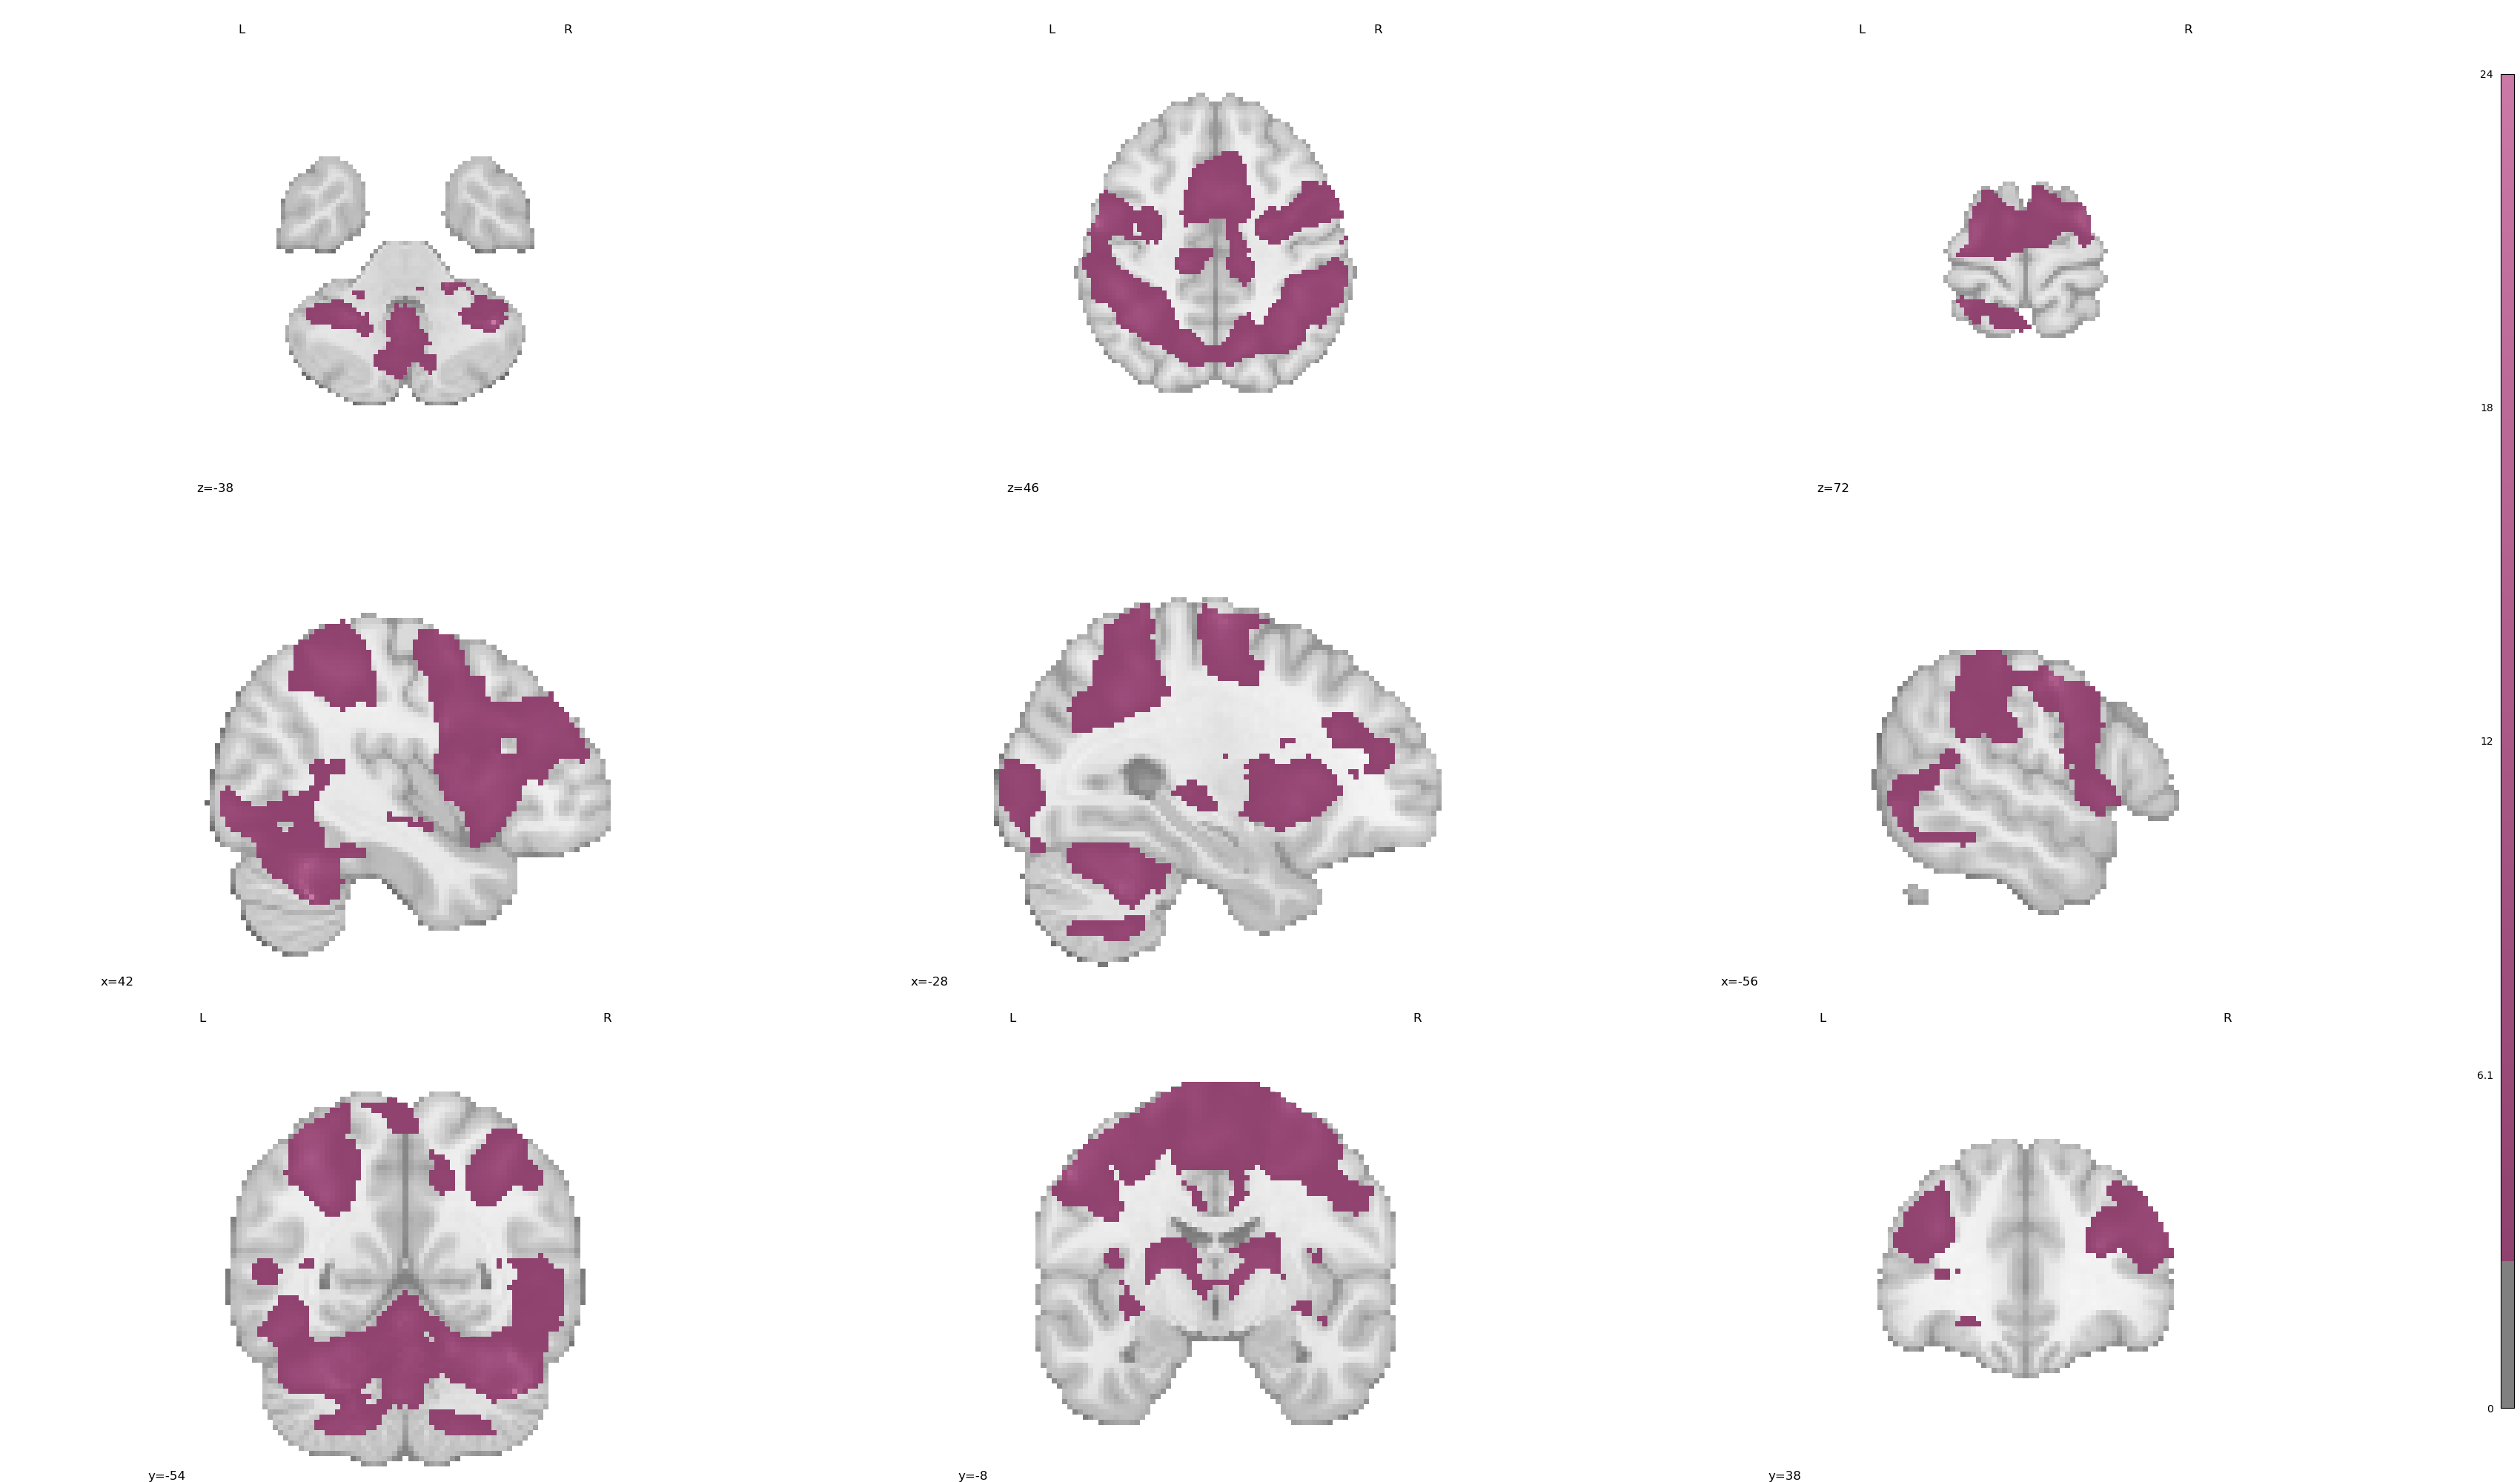 L R L R L R
24
18
z=-38 z=46 z=72
12
x=42 x=-28 x=-56
L R L R L R
6.1
0
y=-54 y=-8 y=38